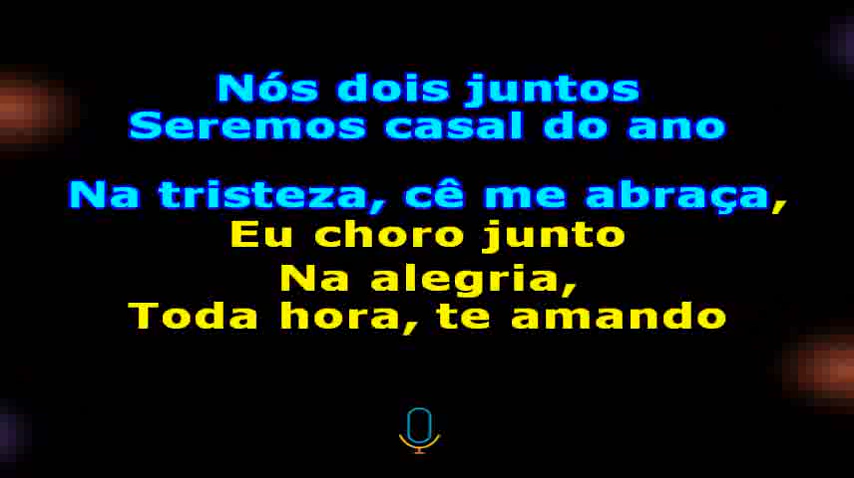 Nós dois juntos
Seremos casal do ano
Na tristeza, cê me abraça,
Eu choro junto
Na alegria,
Toda hora, te amando